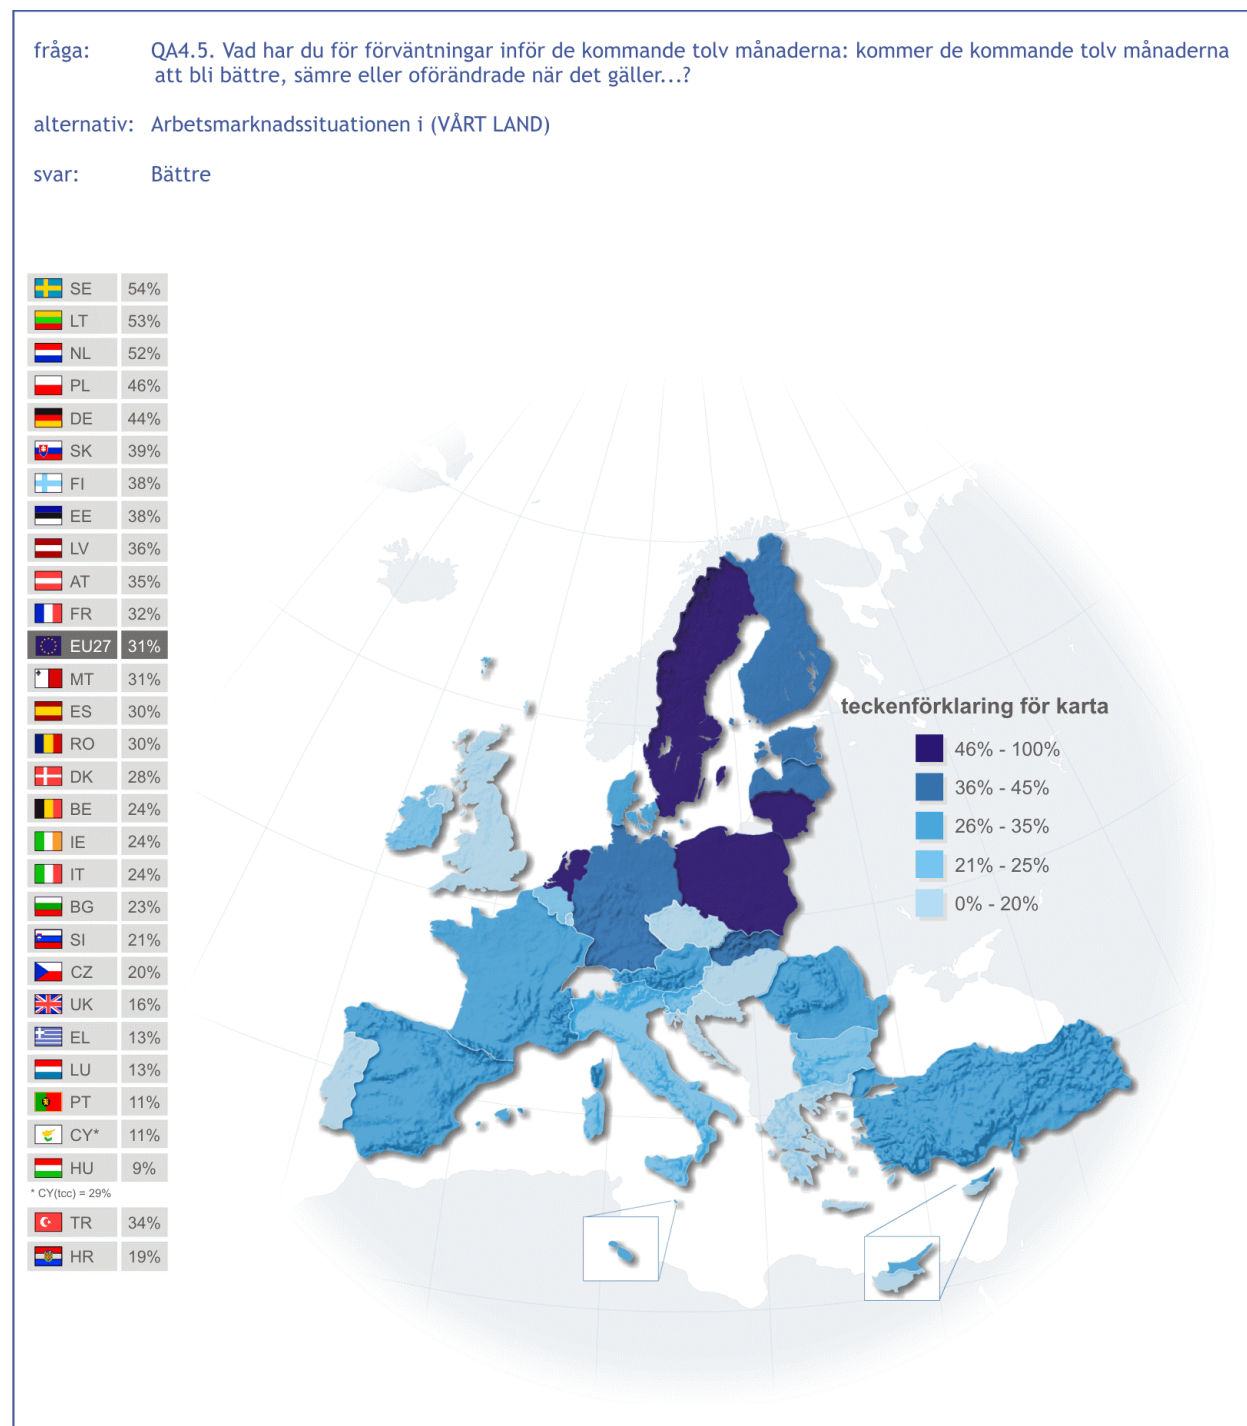 fråga: QA4.5. Vad har du för förväntningar inför de kommande tolv månaderna: kommer de kommande tolv månaderna
att bli bättre, sämre eller oförändrade när det gäller...?
alternativ: Arbetsmarknadssituationen i (VÅRT LAND)
svar: Bättre
SE 54%
LT 53%
NL 52%
PL 46%
DE 44%
SK 39%
FI 38%
EE 38%
LV 36%
AT 35%
FR 32%
EU27 31%
MT 31%
ES 30%
RO 30%
DK 28%
BE 24%
IE 24%
IT 24%
BG 23%
SI 21%
CZ 20%
UK 16%
EL 13%
LU 13%
PT 11%
CY* 11%
HU 9%
* CY(tcc) = 29%
TR 34%
HR 19%
teckenförklaring för karta
46% - 100%
36% - 45%
26% - 35%
21% - 25%
0% - 20%